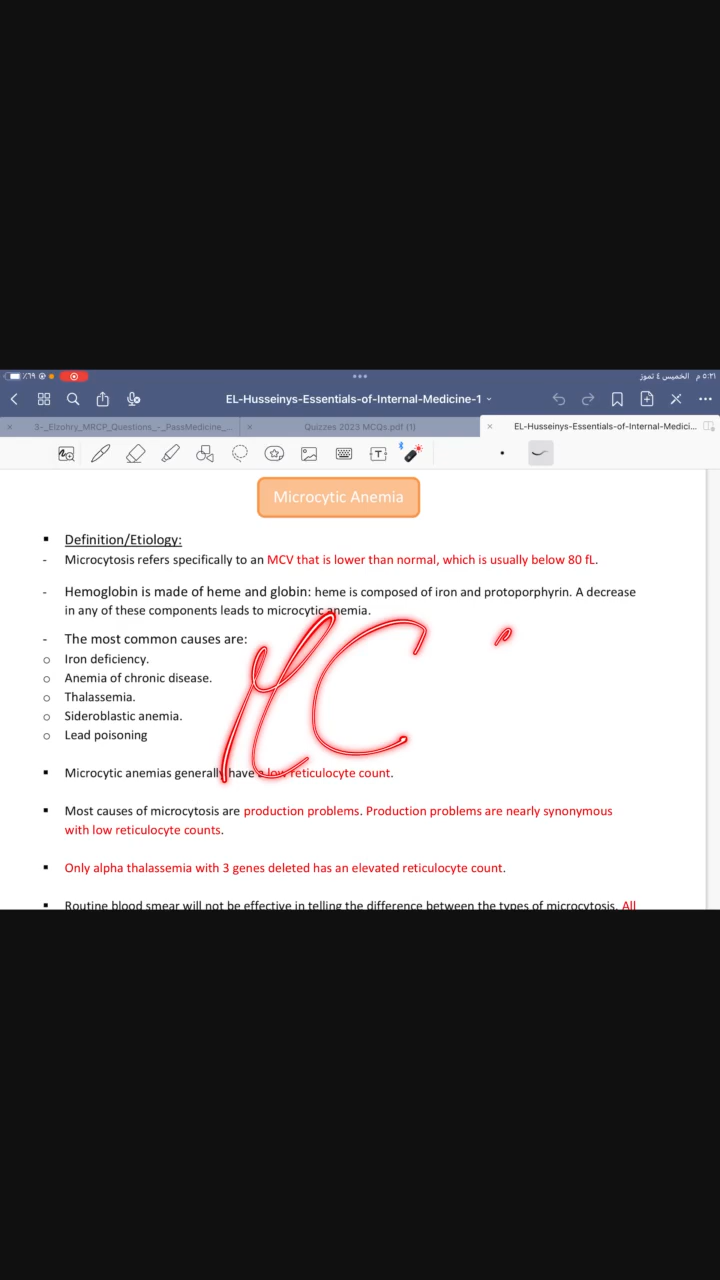 ٪٦٩
٥:٢١ م الخميس ٤ تموز
EL-Husseinys-Essentials-of-Internal-Medicine-1
3-_Elzohry_MRCP_Questions_-_PassMedicine_...
Quizzes 2023 MCQs.pdf (1)
EL-Husseinys-Essentials-of-Internal-Medici...
Microcytic Anemia
▪ Definition/Etiology:
- Microcytosis refers specifically to an MCV that is lower than normal, which is usually below 80 fL.
- Hemoglobin is made of heme and globin: heme is composed of iron and protoporphyrin. A decrease
in any of these components leads to microcytic anemia.
- The most common causes are:
o Iron deficiency.
o Anemia of chronic disease.
o Thalassemia.
o Sideroblastic anemia.
o Lead poisoning
MC
▪ Microcytic anemias generally have a low reticulocyte count.
▪ Most causes of microcytosis are production problems. Production problems are nearly synonymous
with low reticulocyte counts.
▪ Only alpha thalassemia with 3 genes deleted has an elevated reticulocyte count.
▪ Routine blood smear will not be effective in telling the difference between the types of microcytosis. All